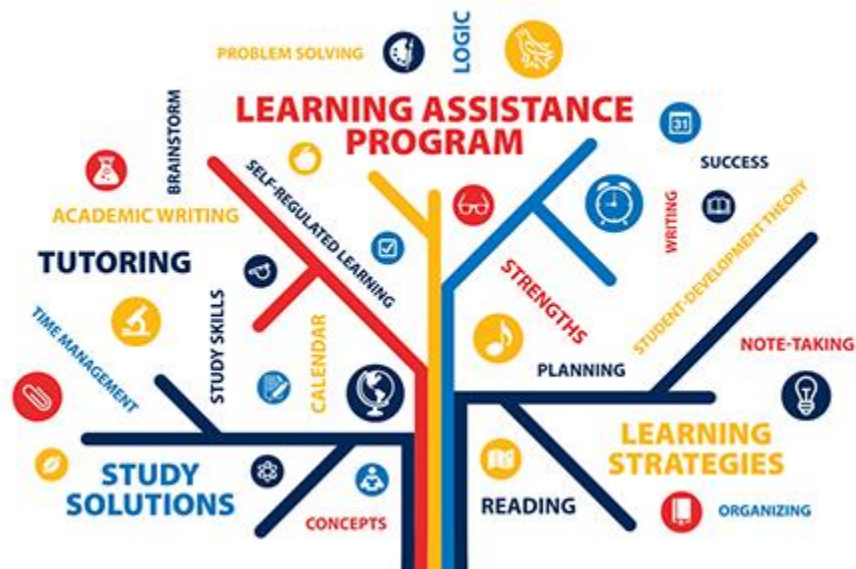 PROBLEM SOLVING
LOGIC
LEARNING ASSISTANCE
PROGRAM
31
BRAINSTORM
SUCCESS
SELF-REGULATED LEARNING
ACADEMIC WRITING
WRITING
TUTORING
STUDENT-DEVELOPMENT THEORY
STRENGTHS
TIME MANAGEMENT
STUDY SKILLS
CALENDAR
PLANNING
NOTE-TAKING
LEARNING
STRATEGIES
STUDY
SOLUTIONS
READING
ORGANIZING
CONCEPTS